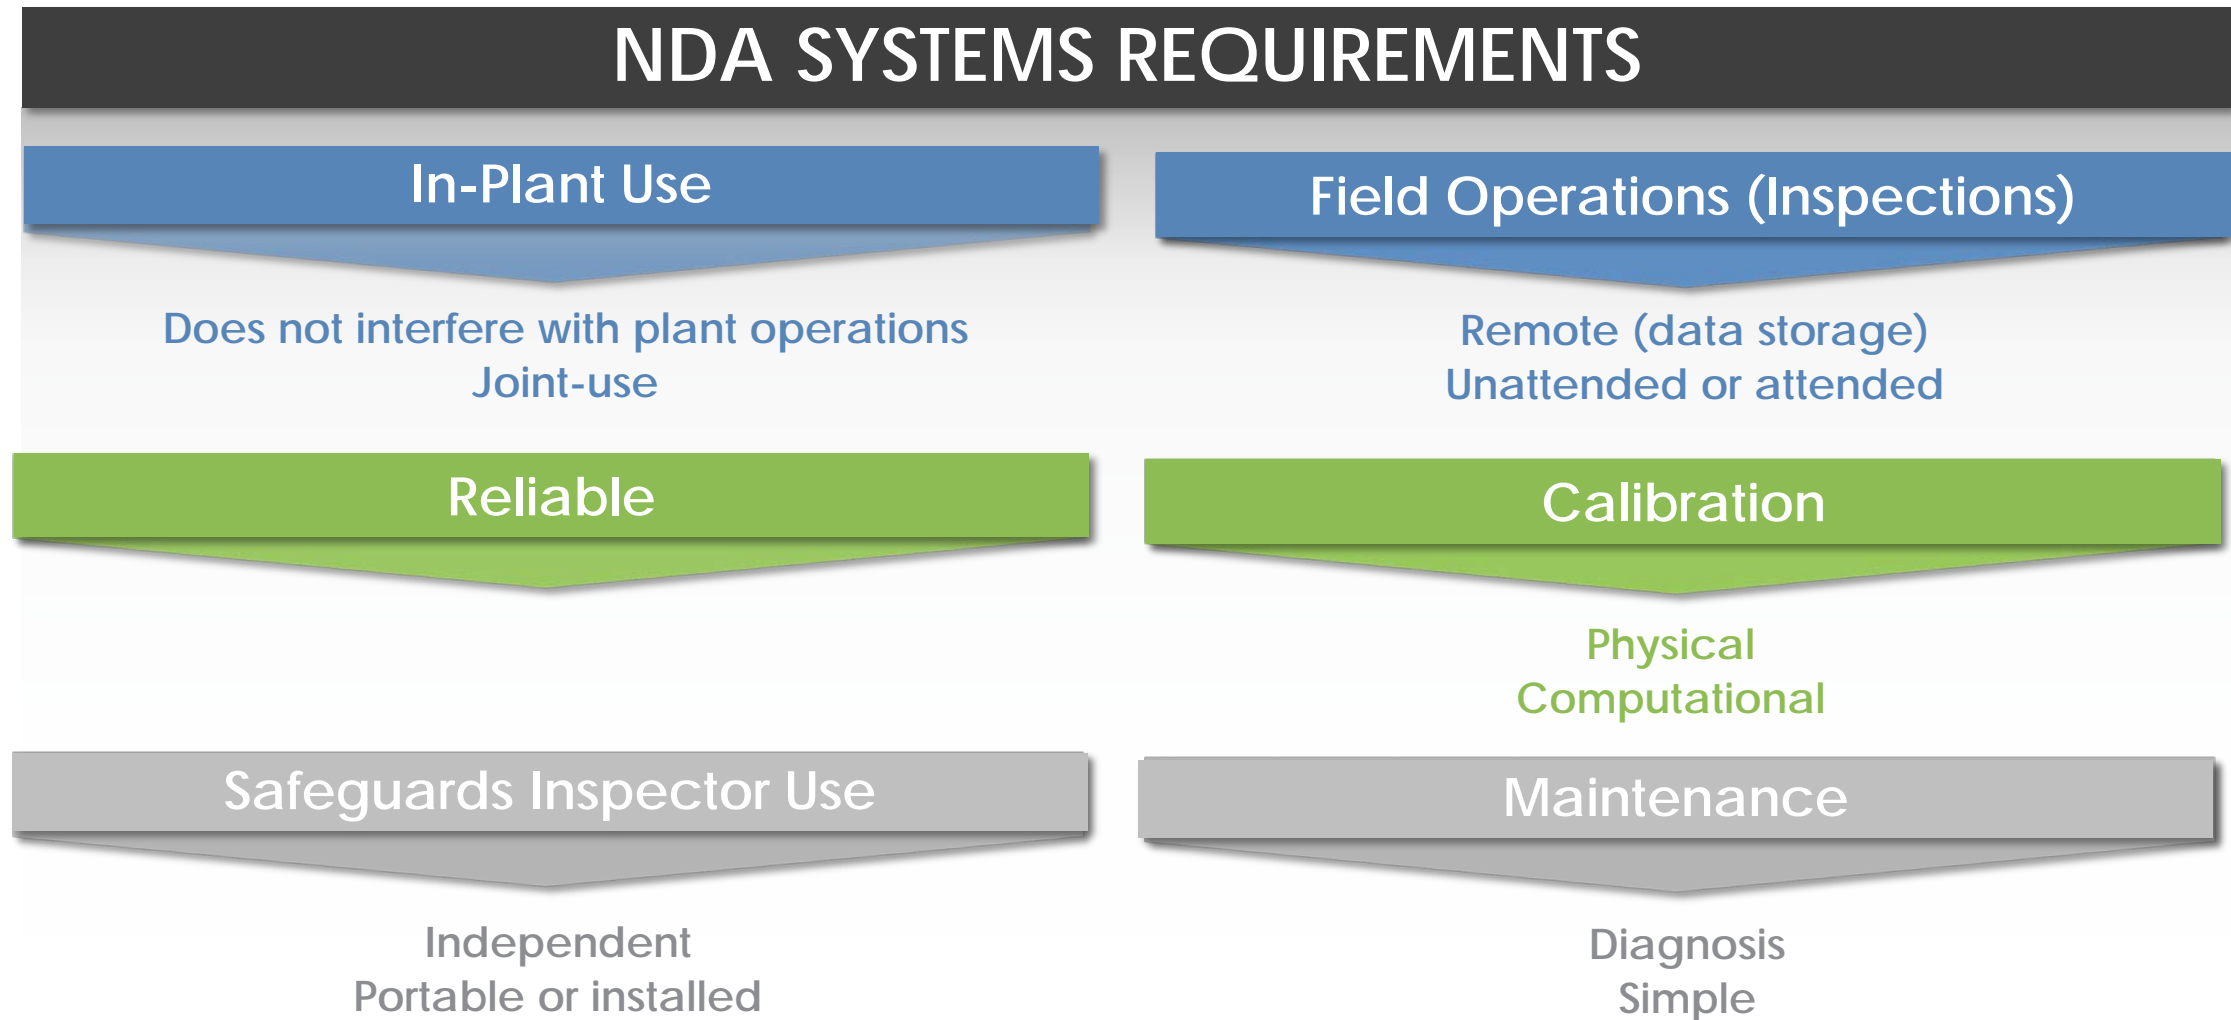 NDA SYSTEMS REQUIREMENTS
In-Plant Use
Does not interfere with plant operations
Joint-use
Field Operations (Inspections)
Remote (data storage)
Unattended or attended
Reliable
Calibration
Physical
Computational
Safeguards Inspector Use
Independent
Portable or installed
Maintenance
Diagnosis
Simple